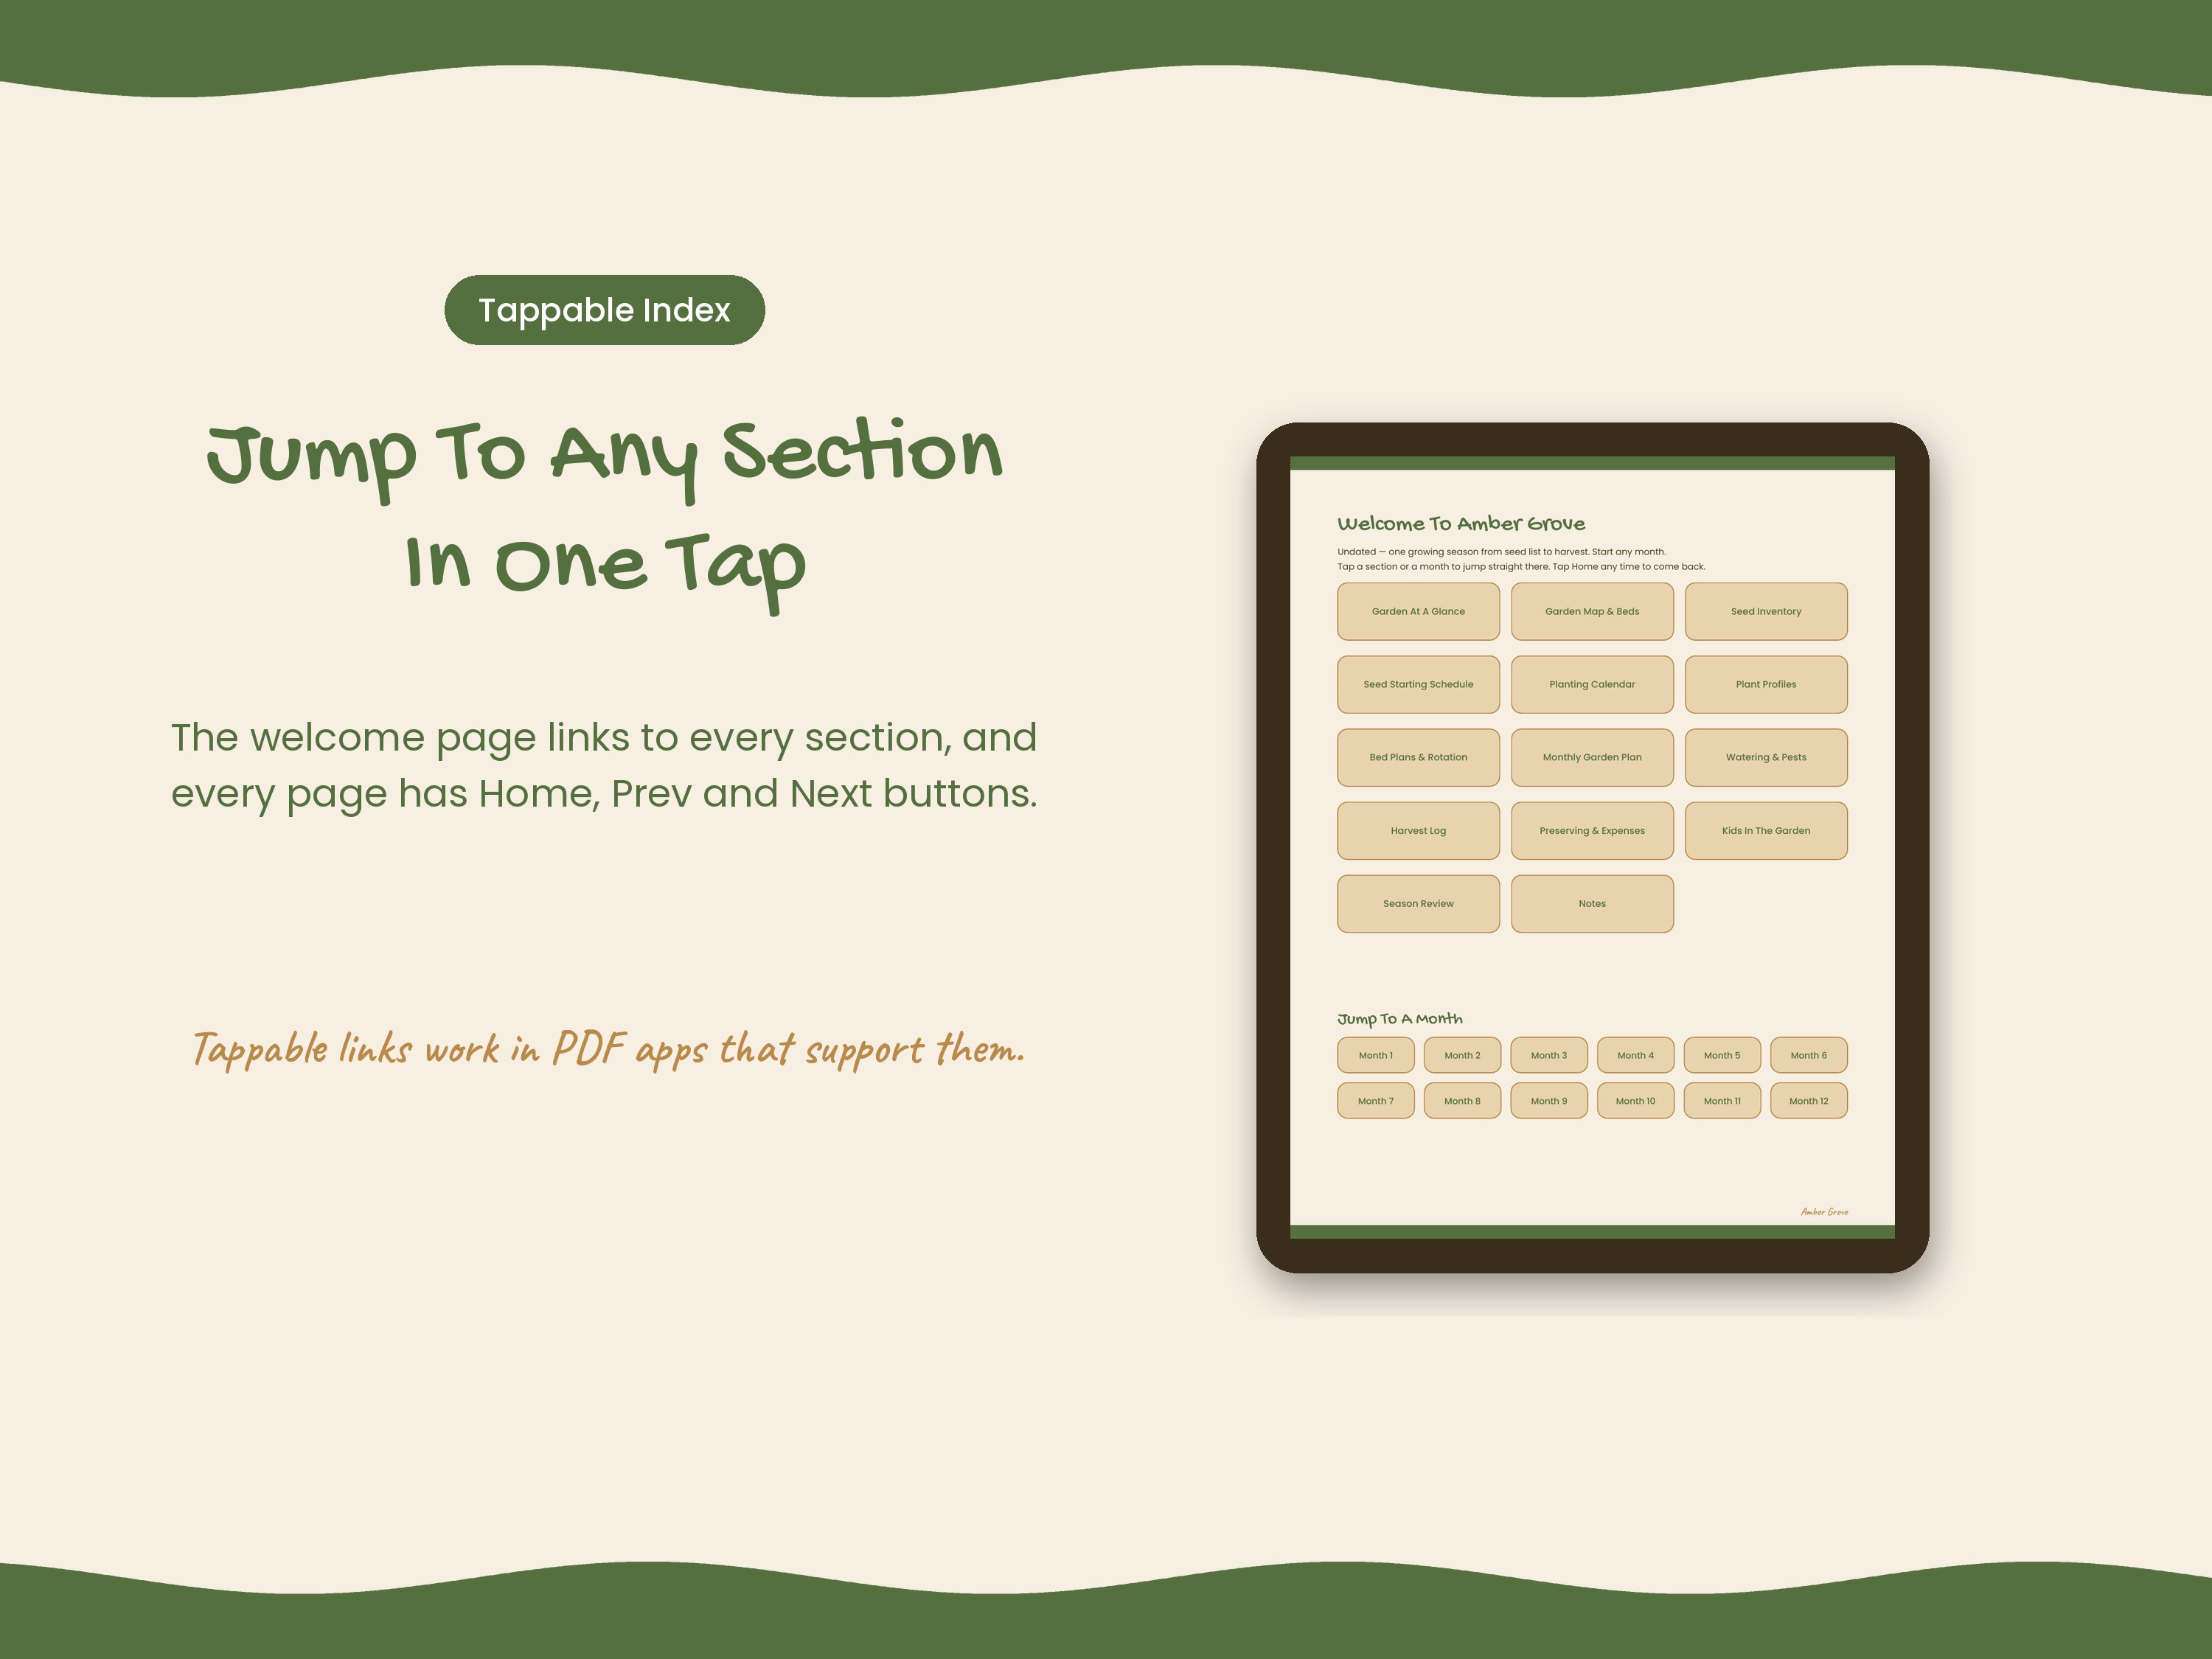 Tappable Index
Jump To Any Section
In One Tap
The welcome page links to every section, and
every page has Home, Prev and Next buttons.
Tappable links work in PDF apps that support them.
Welcome To Amber Grove
Undated — one growing season from seed list to harvest. Start any month.
Tap a section or a month to jump straight there. Tap Home any time to come back.
Garden At A Glance
Garden Map & Beds
Seed Inventory
Seed Starting Schedule
Planting Calendar
Plant Profiles
Bed Plans & Rotation
Monthly Garden Plan
Watering & Pests
Harvest Log
Preserving & Expenses
Kids In The Garden
Season Review
Notes
Jump To A Month
Month 1
Month 2
Month 3
Month 4
Month 5
Month 6
Month 7
Month 8
Month 9
Month 10
Month 11
Month 12
Amber Grove